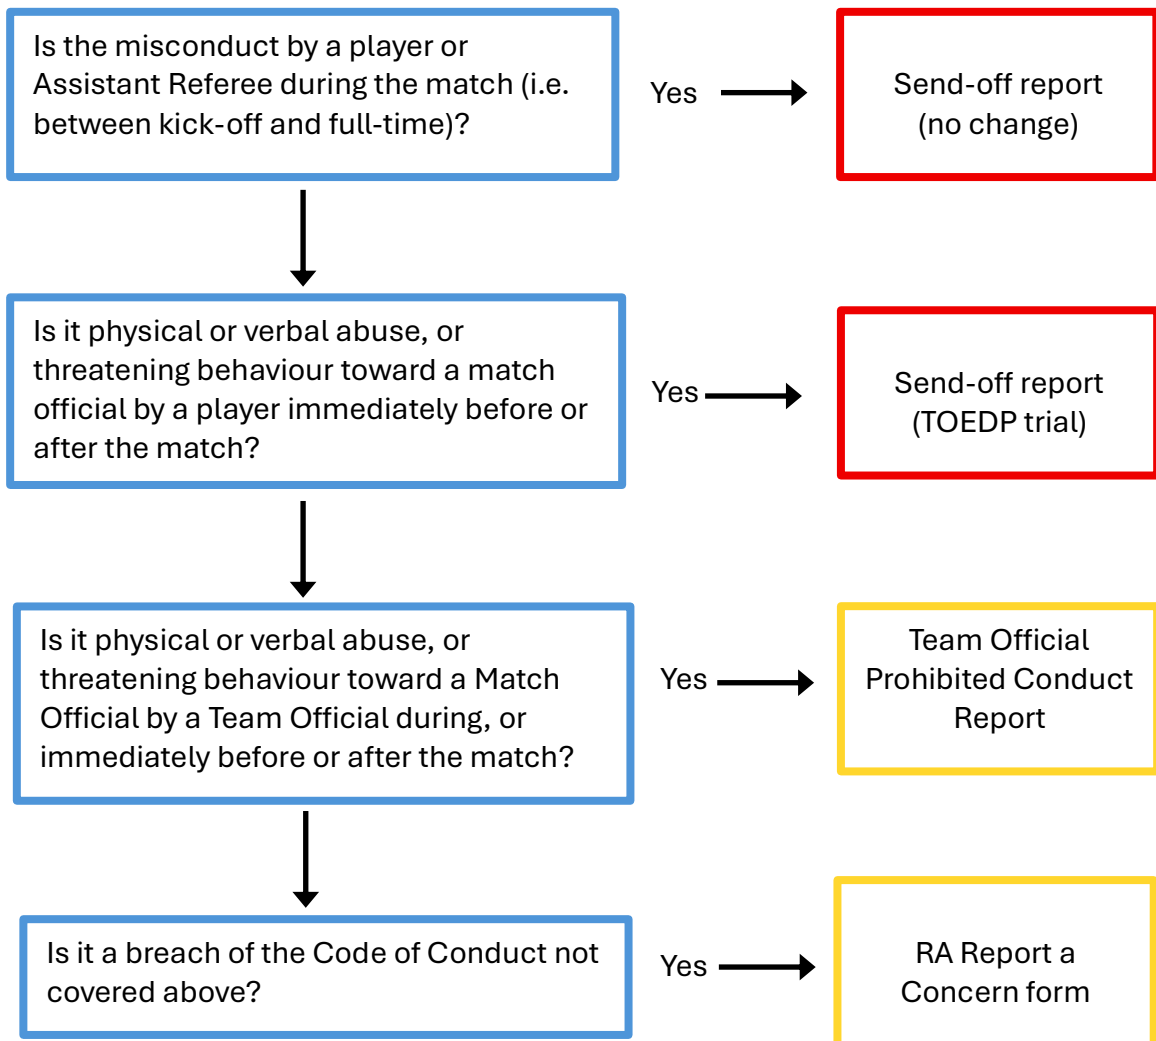 Is the misconduct by a player or
Assistant Referee during the match (i.e.
between kick-off and full-time)?
Yes
Send-off report
(no change)
Is it physical or verbal abuse, or
threatening behaviour toward a match
official by a player immediately before or
after the match?
Yes
Send-off report
(TOEDP trial)
Is it physical or verbal abuse, or
threatening behaviour toward a Match
Official by a Team Official during, or
immediately before or after the match?
Yes
Team Official
Prohibited Conduct
Report
Is it a breach of the Code of Conduct not
covered above?
Yes
RA Report a
Concern form